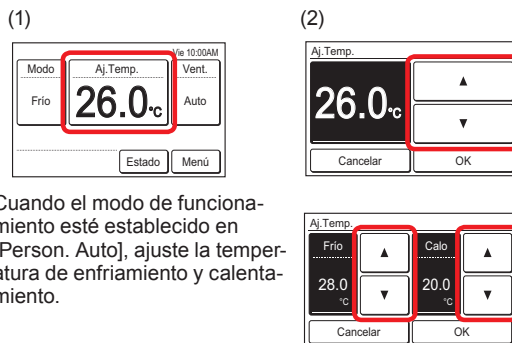 (1)
Vie 10:00AM
Modo
Aj.Temp.
Vent.
Frío
26.0°C
Auto
Estado
Menú
Cuando el modo de funciona-
miento esté establecido en
[Person. Auto], ajuste la temper-
atura de enfriamiento y calenta-
miento.
(2)
Aj.Temp.
26.0°C
▲
▼
Cancelar
OK
Aj.Temp.
Frío
▲
Calo
▲
28.0
°C
▼
20.0
°C
▼
Cancelar
OK